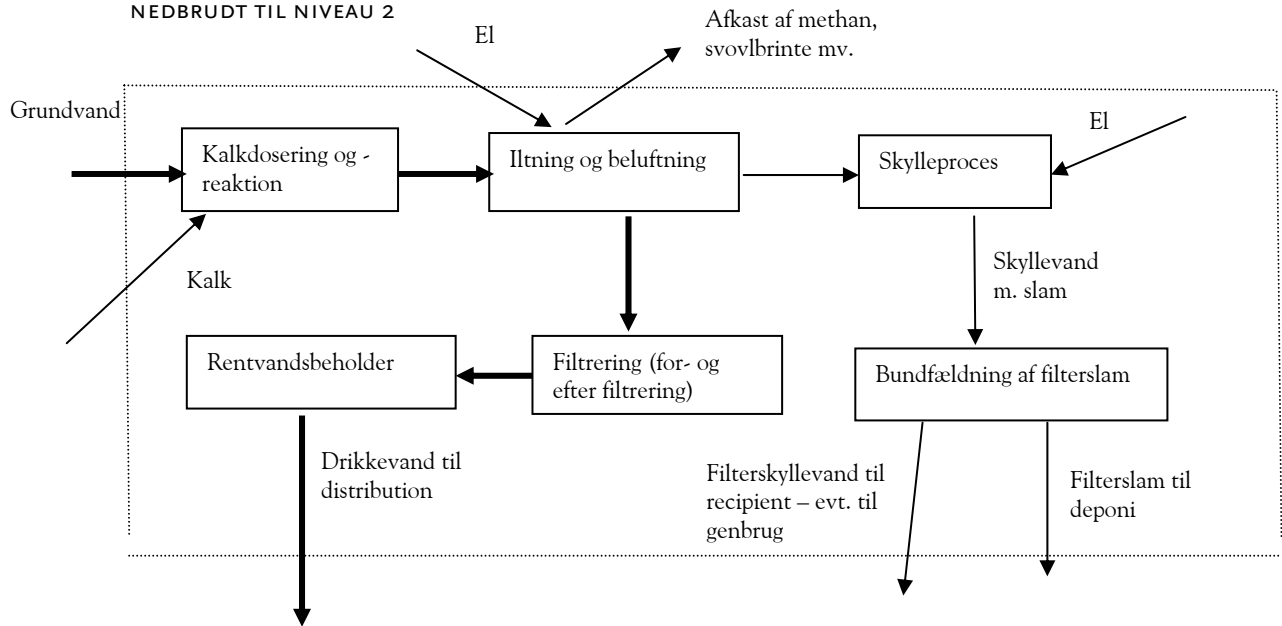 NEDBRUDT TIL NIVEAU 2
El
Afkast af methan,
svovlbrinte mv.
Grundvand
Kalkdosering og -
reaktion
Iltning og beluftning
Skylleproces
El
Kalk
Skyllevand
m. slam
Rentvandsbeholder
Filtrering (for- og
efter filtrering)
Bundfældning af filterslam
Drikkevand til
distribution
Filterskyllevand til
recipient – evt. til
genbrug
Filterslam til
deponi